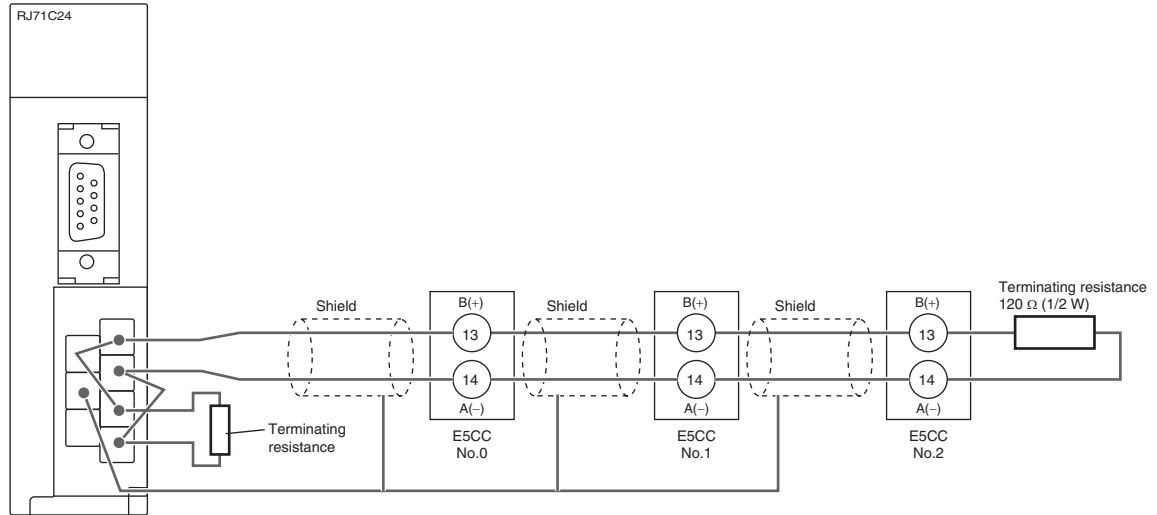 RJ71C24
Terminating resistance
120 Ω (1/2 W)
Shield
B(+)
Shield
B(+)
Shield
B(+)
13
13
13
14
14
14
A(−)
A(−)
A(−)
Terminating
resistance
E5CC
No.0
E5CC
No.1
E5CC
No.2